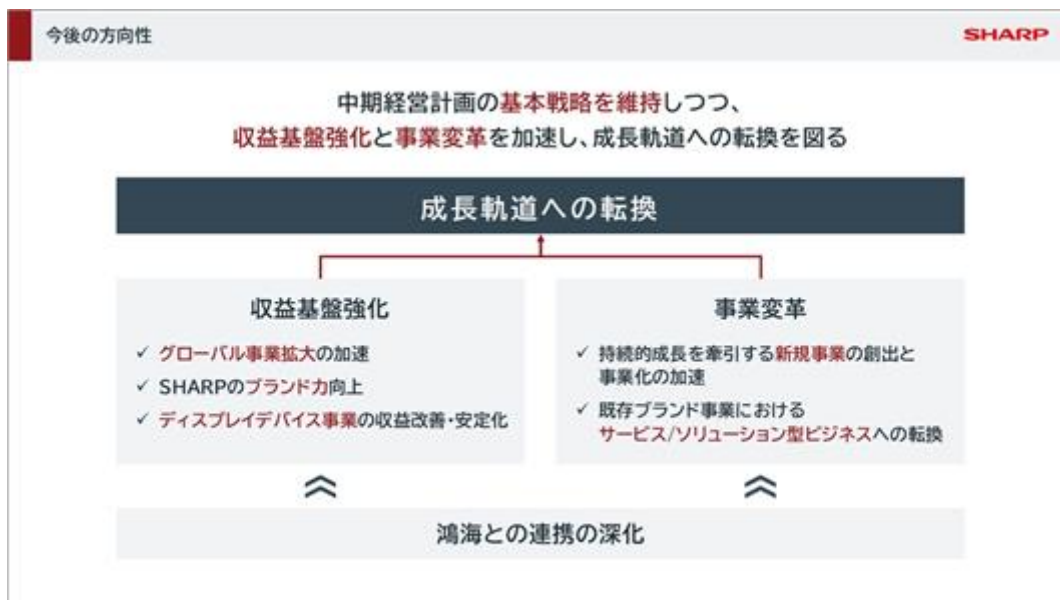 今後の方向性
SHARP
中期経営計画の基本戦略を維持しつつ、
収益基盤強化と事業変革を加速し、成長軌道への転換を図る
成長軌道への転換
収益基盤強化
✓ グローバル事業拡大の加速
✓ SHARPのブランド力向上
✓ ディスプレイデバイス事業の収益改善・安定化
事業変革
✓ 持続的成長を牽引する新規事業の創出と
事業化の加速
✓ 既存ブランド事業における
サービス/ソリューション型ビジネスへの転換
鴻海との連携の深化